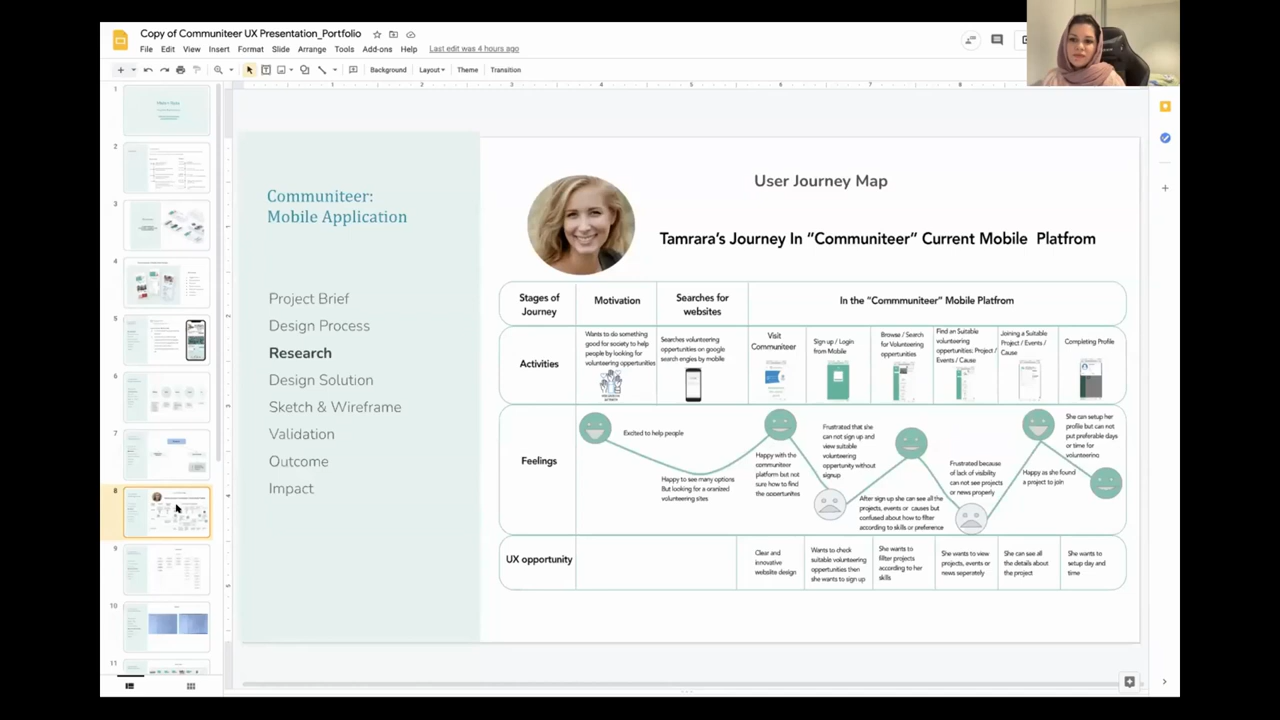 Copy of Communiteer UX Presentation_Portfolio
File Edit View Insert Format Slide Arrange Tools Add-ons Help Last edit was 4 hours ago
Background Layout Theme Transition
Communiteer:
Mobile Application
Project Brief
Design Process
Research
Design Solution
Sketch & Wireframe
Validation
Outcome
Impact
User Journey Map
Tamrara's Journey In "Communiteer" Current Mobile Platfrom
Stages of
Journey
Motivation
Searches for
websites
In the "Commmuniteer" Mobile Platfrom
Activities
Wants to do something
good for society to help
people by looking for
volunteering opportunities
Searches volunteering
opportunities on google
search engies by mobile
Visit
Communiteer
Sign up / Login
from Mobile
Browse / Search
for Volunteering
opportunities
Find an Suitable
volunteering
opportunities: Project /
Events / Cause
Joining a Suitable
Project / Events /
Cause
Completing Profile
Feelings
Excited to help people
Happy to see many options
But looking for a oranized
volunteering sites
Happy with the
communiteer
platform but not
sure how to find
the opportunites
Frustrated that she
can not sign up and
view suitable
volunteering
opportunity without
signup
After sign up she can see all the
projects, events or causes but
confused about how to filter
according to skills or preference
Frustrated because
of lack of visibility
can not see projects
or news properly
Happy as she found
a project to join
She can setup her
profile but can not
put preferable days
or time for
volunteering
UX opportunity
Clear and
innovative
website design
Wants to check
suitable volunteering
opportunities then
she wants to sign up
She wants to
fillter projects
according to her
skills
She wants to view
projects, events or
news seperately
She can see all
the details about
the project
She wants to
setup day and
time
1
2
3
4
5
6
7
8
9
10
11